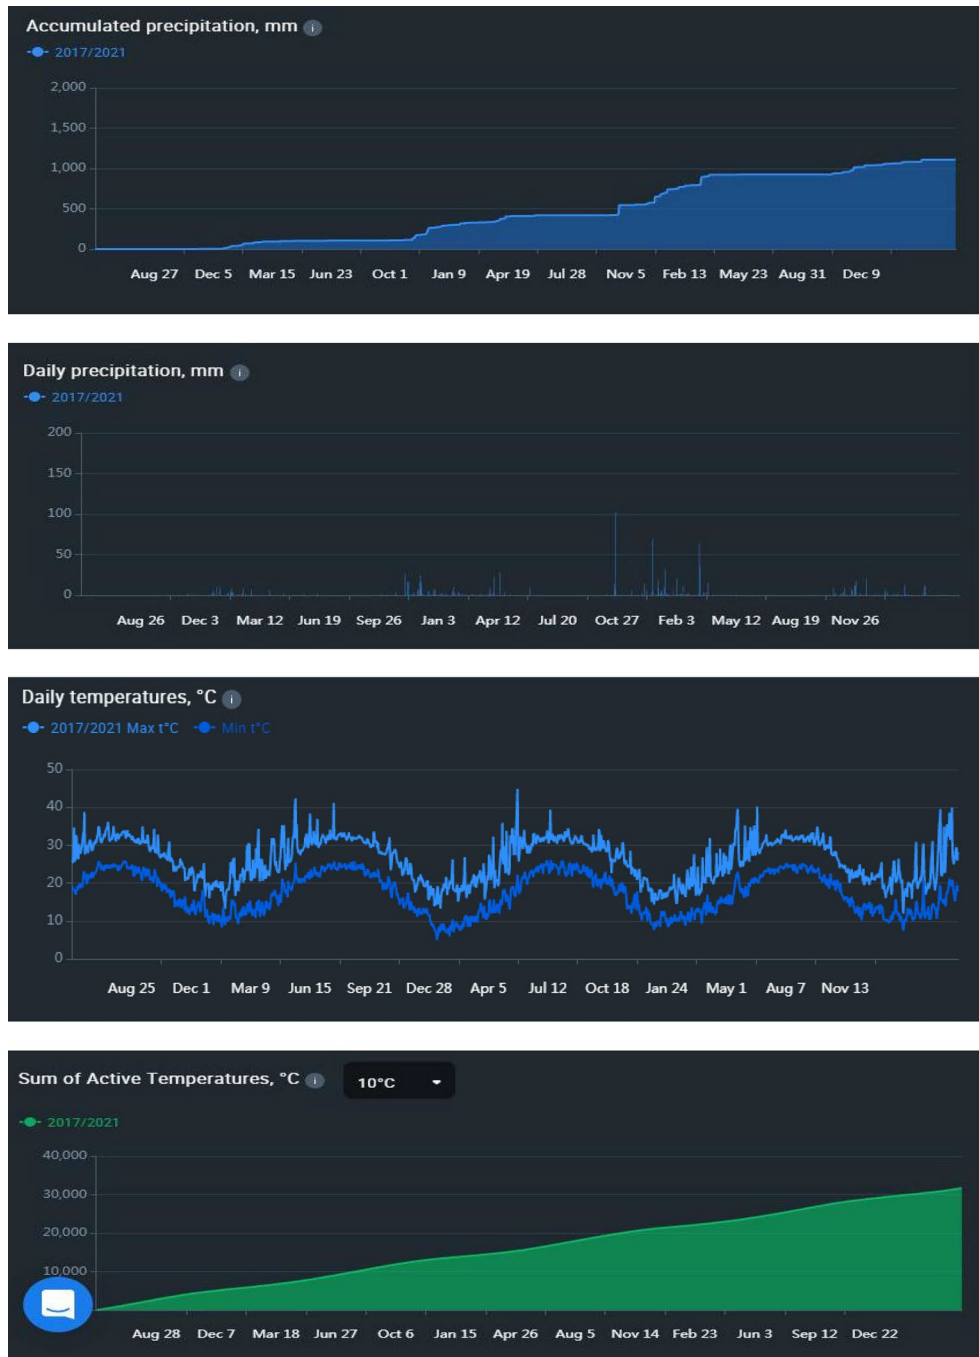 Accumulated precipitation, mm i
2017/2021
2,000
1,500
1,000
500
0
Aug 27 Dec 5 Mar 15 Jun 23 Oct 1 Jan 9 Apr 19 Jul 28 Nov 5 Feb 13 May 23 Aug 31 Dec 9
Daily precipitation, mm i
2017/2021
200
150
100
50
0
Aug 26 Dec 3 Mar 12 Jun 19 Sep 26 Jan 3 Apr 12 Jul 20 Oct 27 Feb 3 May 12 Aug 19 Nov 26
Daily temperatures, °C i
2017/2021 Max t°C Min t°C
50
40
30
20
10
0
Aug 25 Dec 1 Mar 9 Jun 15 Sep 21 Dec 28 Apr 5 Jul 12 Oct 18 Jan 24 May 1 Aug 7 Nov 13
Sum of Active Temperatures, °C i 10°C
2017/2021
40,000
30,000
20,000
10,000
Aug 28 Dec 7 Mar 18 Jun 27 Oct 6 Jan 15 Apr 26 Aug 5 Nov 14 Feb 23 Jun 3 Sep 12 Dec 22